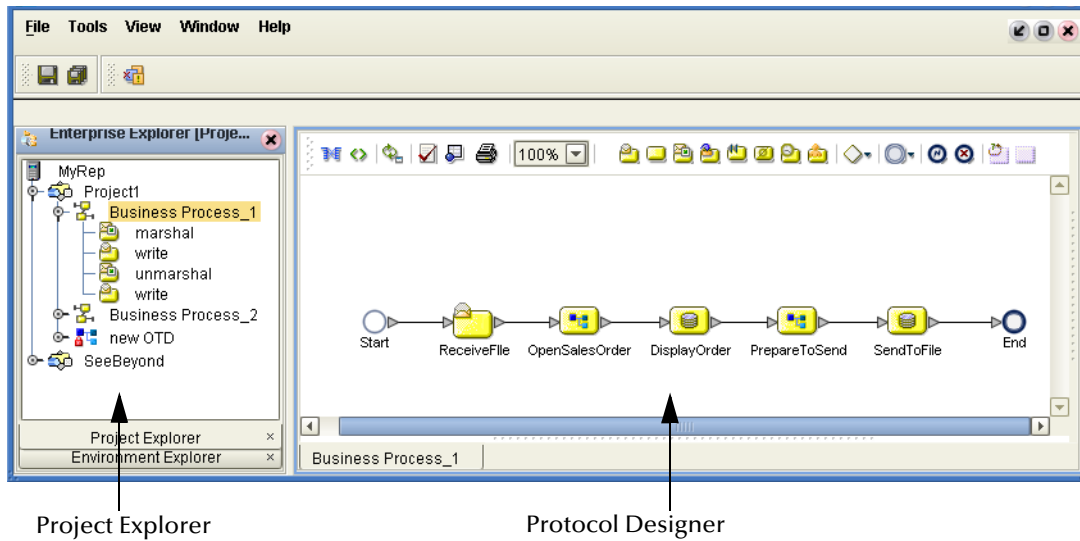 File Tools View Window Help
Enterprise Explorer [Proje...
100%
MyRep
Project1
Business Process_1
marshal
write
unmarshal
write
Business Process_2
new OTD
SeeBeyond
Project Explorer
Environment Explorer
Start
ReceiveFIle
OpenSalesOrder
DisplayOrder
PrepareToSend
SendToFile
End
Business Process_1
Project Explorer
Protocol Designer